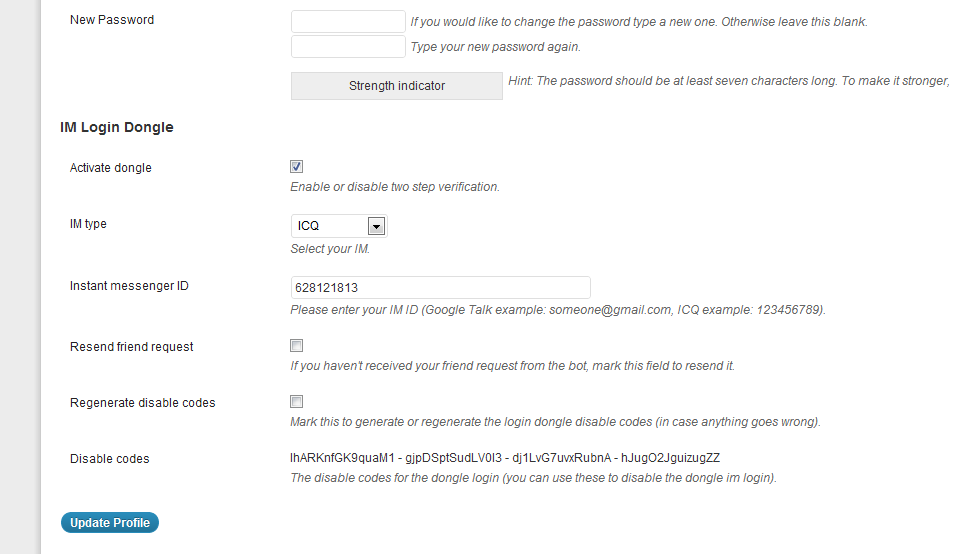 New Password
If you would like to change the password type a new one. Otherwise leave this blank.
Type your new password again.
Strength indicator
Hint: The password should be at least seven characters long. To make it stronger,
IM Login Dongle
Activate dongle
Enable or disable two step verification.
IM type
ICQ
Select your IM.
Instant messenger ID
628121813
Please enter your IM ID (Google Talk example: someone@gmail.com, ICQ example: 123456789).
Resend friend request
If you haven't received your friend request from the bot, mark this field to resend it.
Regenerate disable codes
Mark this to generate or regenerate the login dongle disable codes (in case anything goes wrong).
Disable codes
lhARKnfGK9quaM1 - gjpDSptSudLV0I3 - dj1LvG7uvxRubnA - hJugO2JguizugZZ
The disable codes for the dongle login (you can use these to disable the dongle im login).
Update Profile